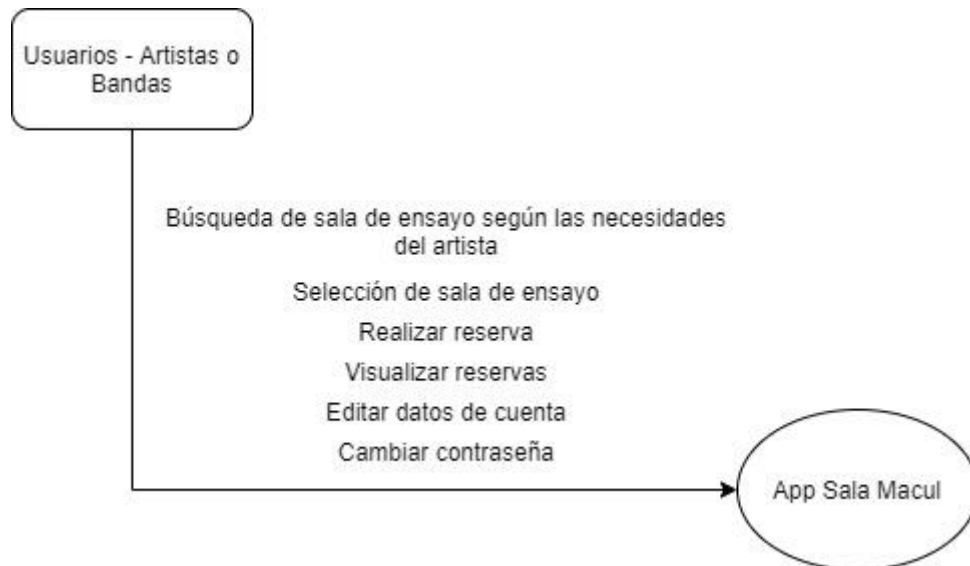 Usuarios - Artistas o
Bandas
Búsqueda de sala de ensayo según las necesidades
del artista
Selección de sala de ensayo
Realizar reserva
Visualizar reservas
Editar datos de cuenta
Cambiar contraseña
App Sala Macul